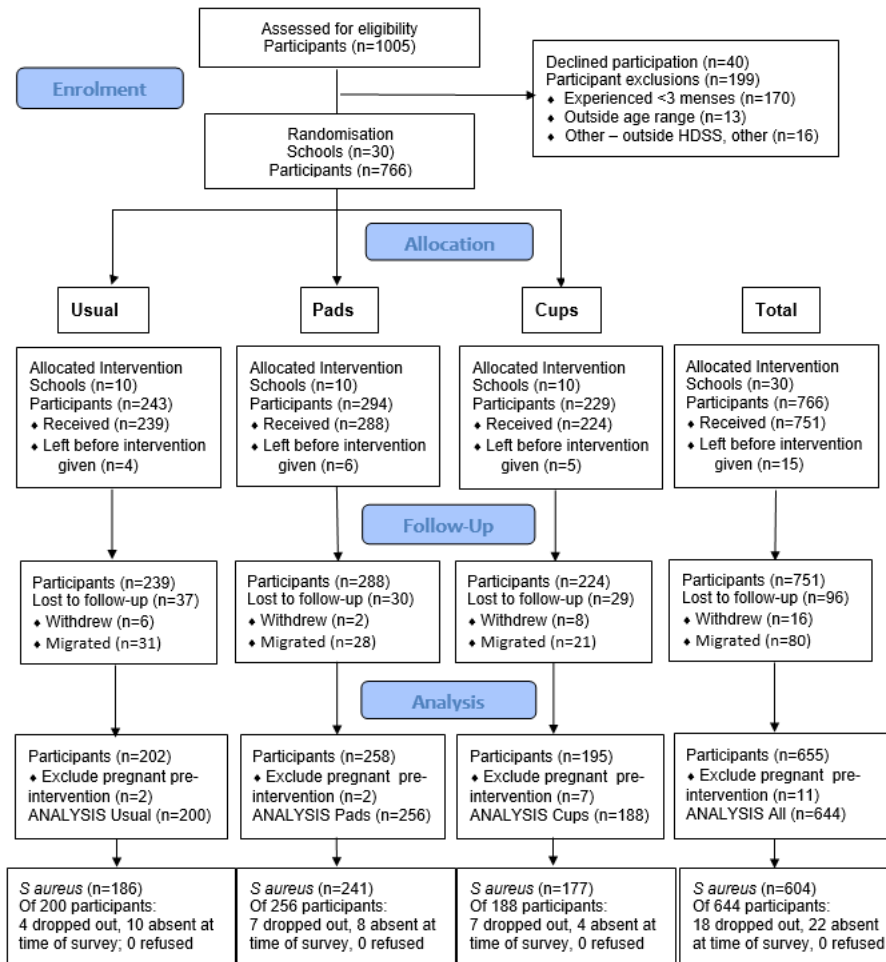 Assessed for eligibility
Participants (n=1005)
Enrolment
Declined participation (n=40)
Participant exclusions (n=199)
♦ Experienced <3 menses (n=170)
♦ Outside age range (n=13)
♦ Other – outside HDSS, other (n=16)
Randomisation
Schools (n=30)
Participants (n=766)
Allocation
Usual
Pads
Cups
Total
Allocated Intervention
Schools (n=10)
Participants (n=243)
♦ Received (n=239)
♦ Left before intervention
given (n=4)
Allocated Intervention
Schools (n=10)
Participants (n=294)
♦ Received (n=288)
♦ Left before intervention
given (n=6)
Allocated Intervention
Schools (n=10)
Participants (n=229)
♦ Received (n=224)
♦ Left before intervention
given (n=5)
Allocated Intervention
Schools (n=30)
Participants (n=766)
♦ Received (n=751)
♦ Left before intervention
given (n=15)
Follow-Up
Participants (n=239)
Lost to follow-up (n=37)
♦ Withdrew (n=6)
♦ Migrated (n=31)
Participants (n=288)
Lost to follow-up (n=30)
♦ Withdrew (n=2)
♦ Migrated (n=28)
Participants (n=224)
Lost to follow-up (n=29)
♦ Withdrew (n=8)
♦ Migrated (n=21)
Participants (n=751)
Lost to follow-up (n=96)
♦ Withdrew (n=16)
♦ Migrated (n=80)
Analysis
Participants (n=202)
♦ Exclude pregnant pre-
intervention (n=2)
ANALYSIS Usual (n=200)
Participants (n=258)
♦ Exclude pregnant pre-
intervention (n=2)
ANALYSIS Pads (n=256)
Participants (n=195)
♦ Exclude pregnant pre-
intervention (n=7)
ANALYSIS Cups (n=188)
Participants (n=655)
♦ Exclude pregnant pre-
intervention (n=11)
ANALYSIS All (n=644)
S aureus (n=186)
Of 200 participants:
4 dropped out, 10 absent at
time of survey; 0 refused
S aureus (n=241)
Of 256 participants:
7 dropped out, 8 absent at
time of survey, 0 refused
S aureus (n=177)
Of 188 participants:
7 dropped out, 4 absent at
time of survey, 0 refused
S aureus (n=604)
Of 644 participants:
18 dropped out, 22 absent
at time of survey, 0 refused